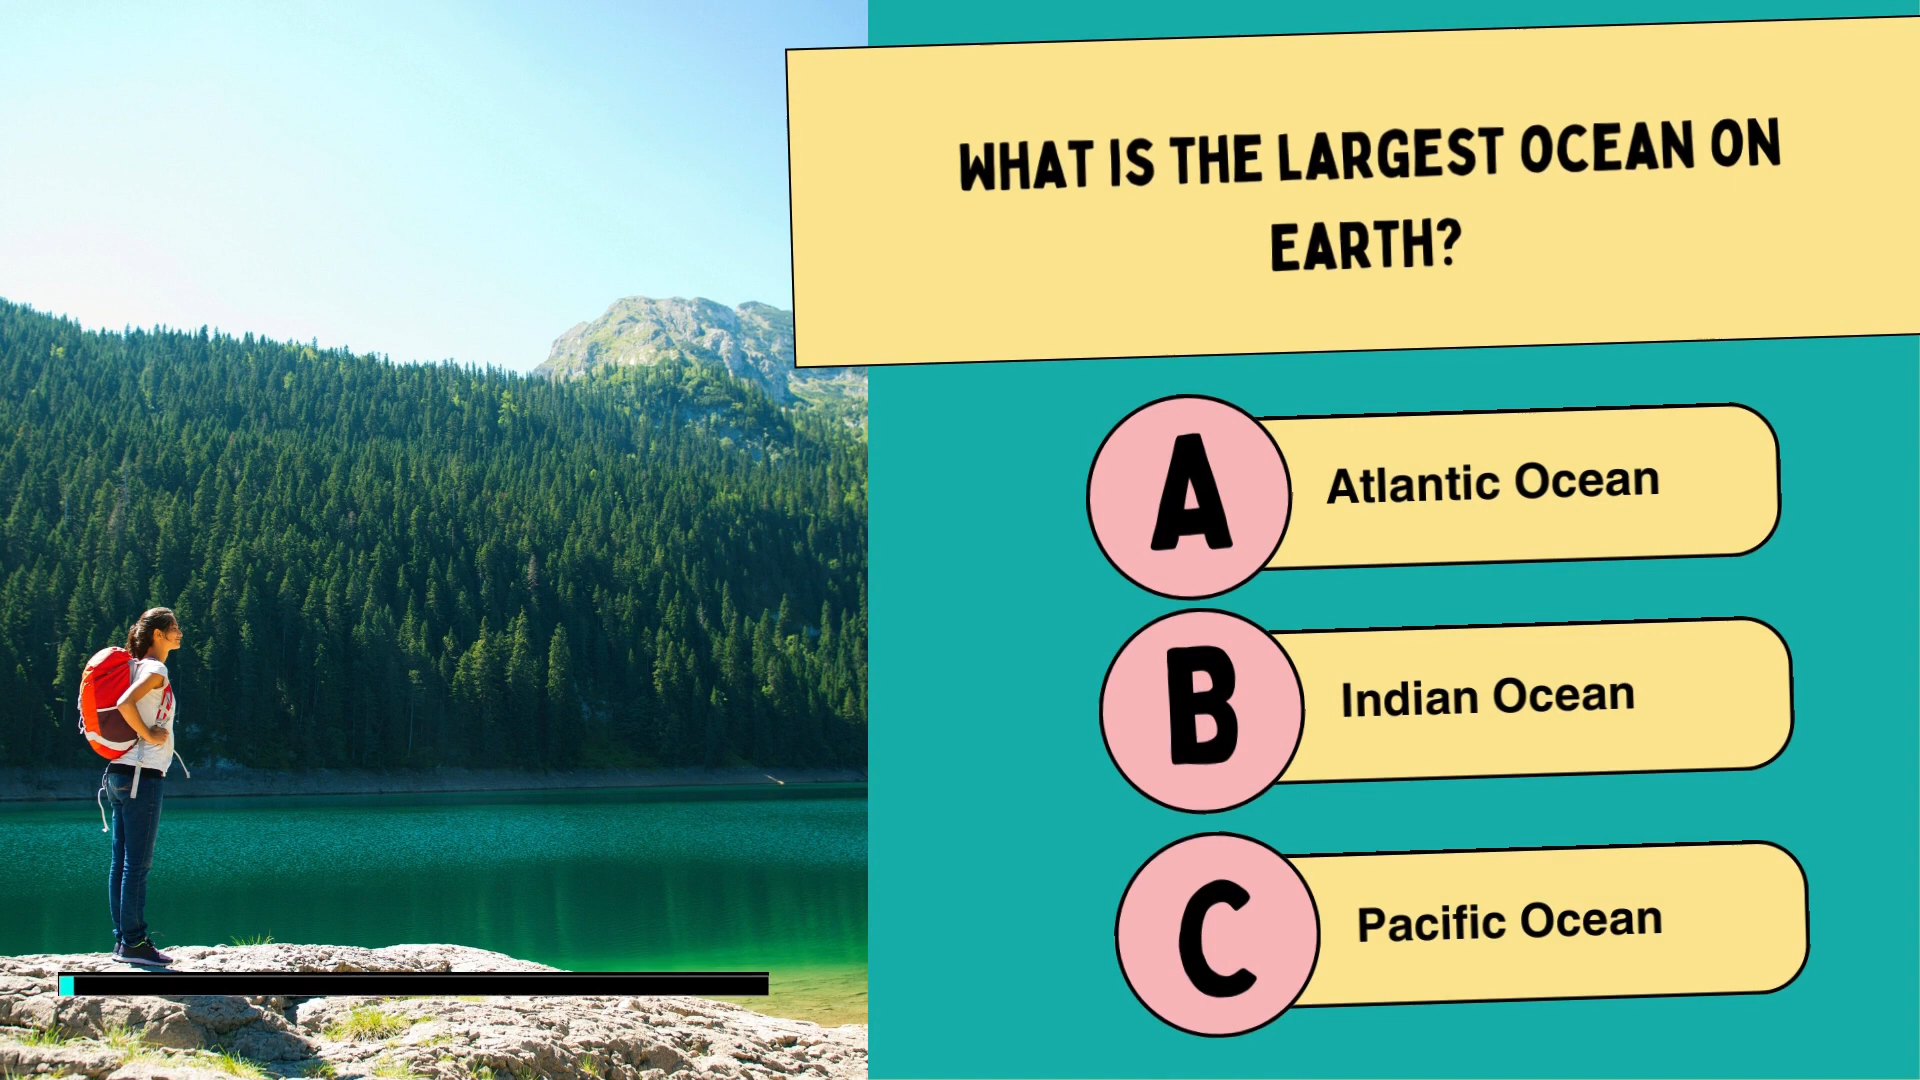 WHAT IS THE LARGEST OCEAN ON
EARTH?
A Atlantic Ocean
B Indian Ocean
C Pacific Ocean